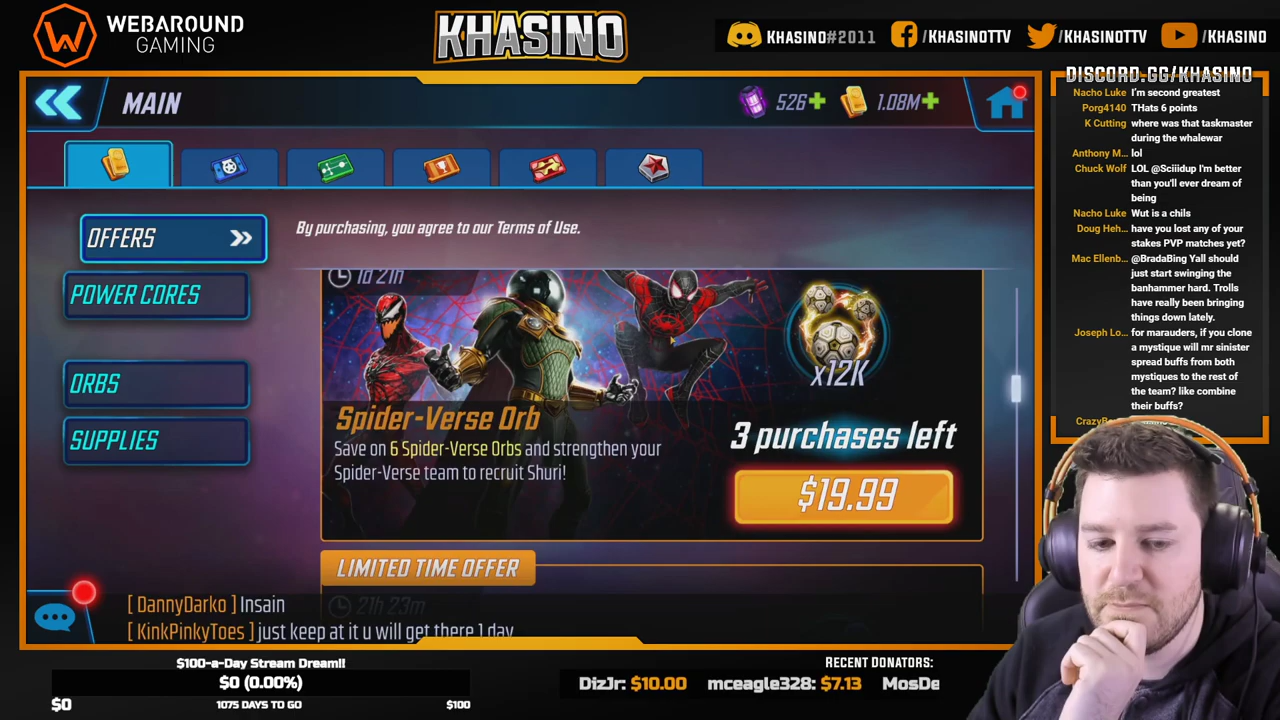 WEBAROUND
GAMING
KHASINO
KHASINO#2011
/KHASINOTTV
/KHASINOTTV
/KHASINO
DISCORD.GG/KHASINO
MAIN
526
1.08M
OFFERS
POWER CORES
ORBS
SUPPLIES
By purchasing, you agree to our Terms of Use.
1d 21h
x12K
Spider-Verse Orb
Save on 6 Spider-Verse Orbs and strengthen your
Spider-Verse team to recruit Shuri!
3 purchases left
$19.99
LIMITED TIME OFFER
21h 23m
[ DannyDarko ] Insain
[ KinkPinkyToes ] just keep at it u will get there 1 day
Nacho Luke I'm second greatest
Porg4140 THats 6 points
K Cutting where was that taskmaster
during the whalewar
Anthony M... lol
Chuck Wolf LOL @Sciiidup I'm better
than you'll ever dream of
being
Nacho Luke Wut is a chils
Doug Heh... have you lost any of your
stakes PVP matches yet?
Mac Ellenb... @BradaBing Yall should
just start swinging the
banhammer hard. Trolls
have really been bringing
things down lately.
Joseph Lo... for marauders, if you clone
a mystique will mr sinister
spread buffs from both
mystiques to the rest of
the team? like combine
their buffs?
$100-a-Day Stream Dream!!
$0 (0.00%)
$0
1075 DAYS TO GO
$100
RECENT DONATORS:
DizJr: $10.00 mceagle328: $7.13 MosDe